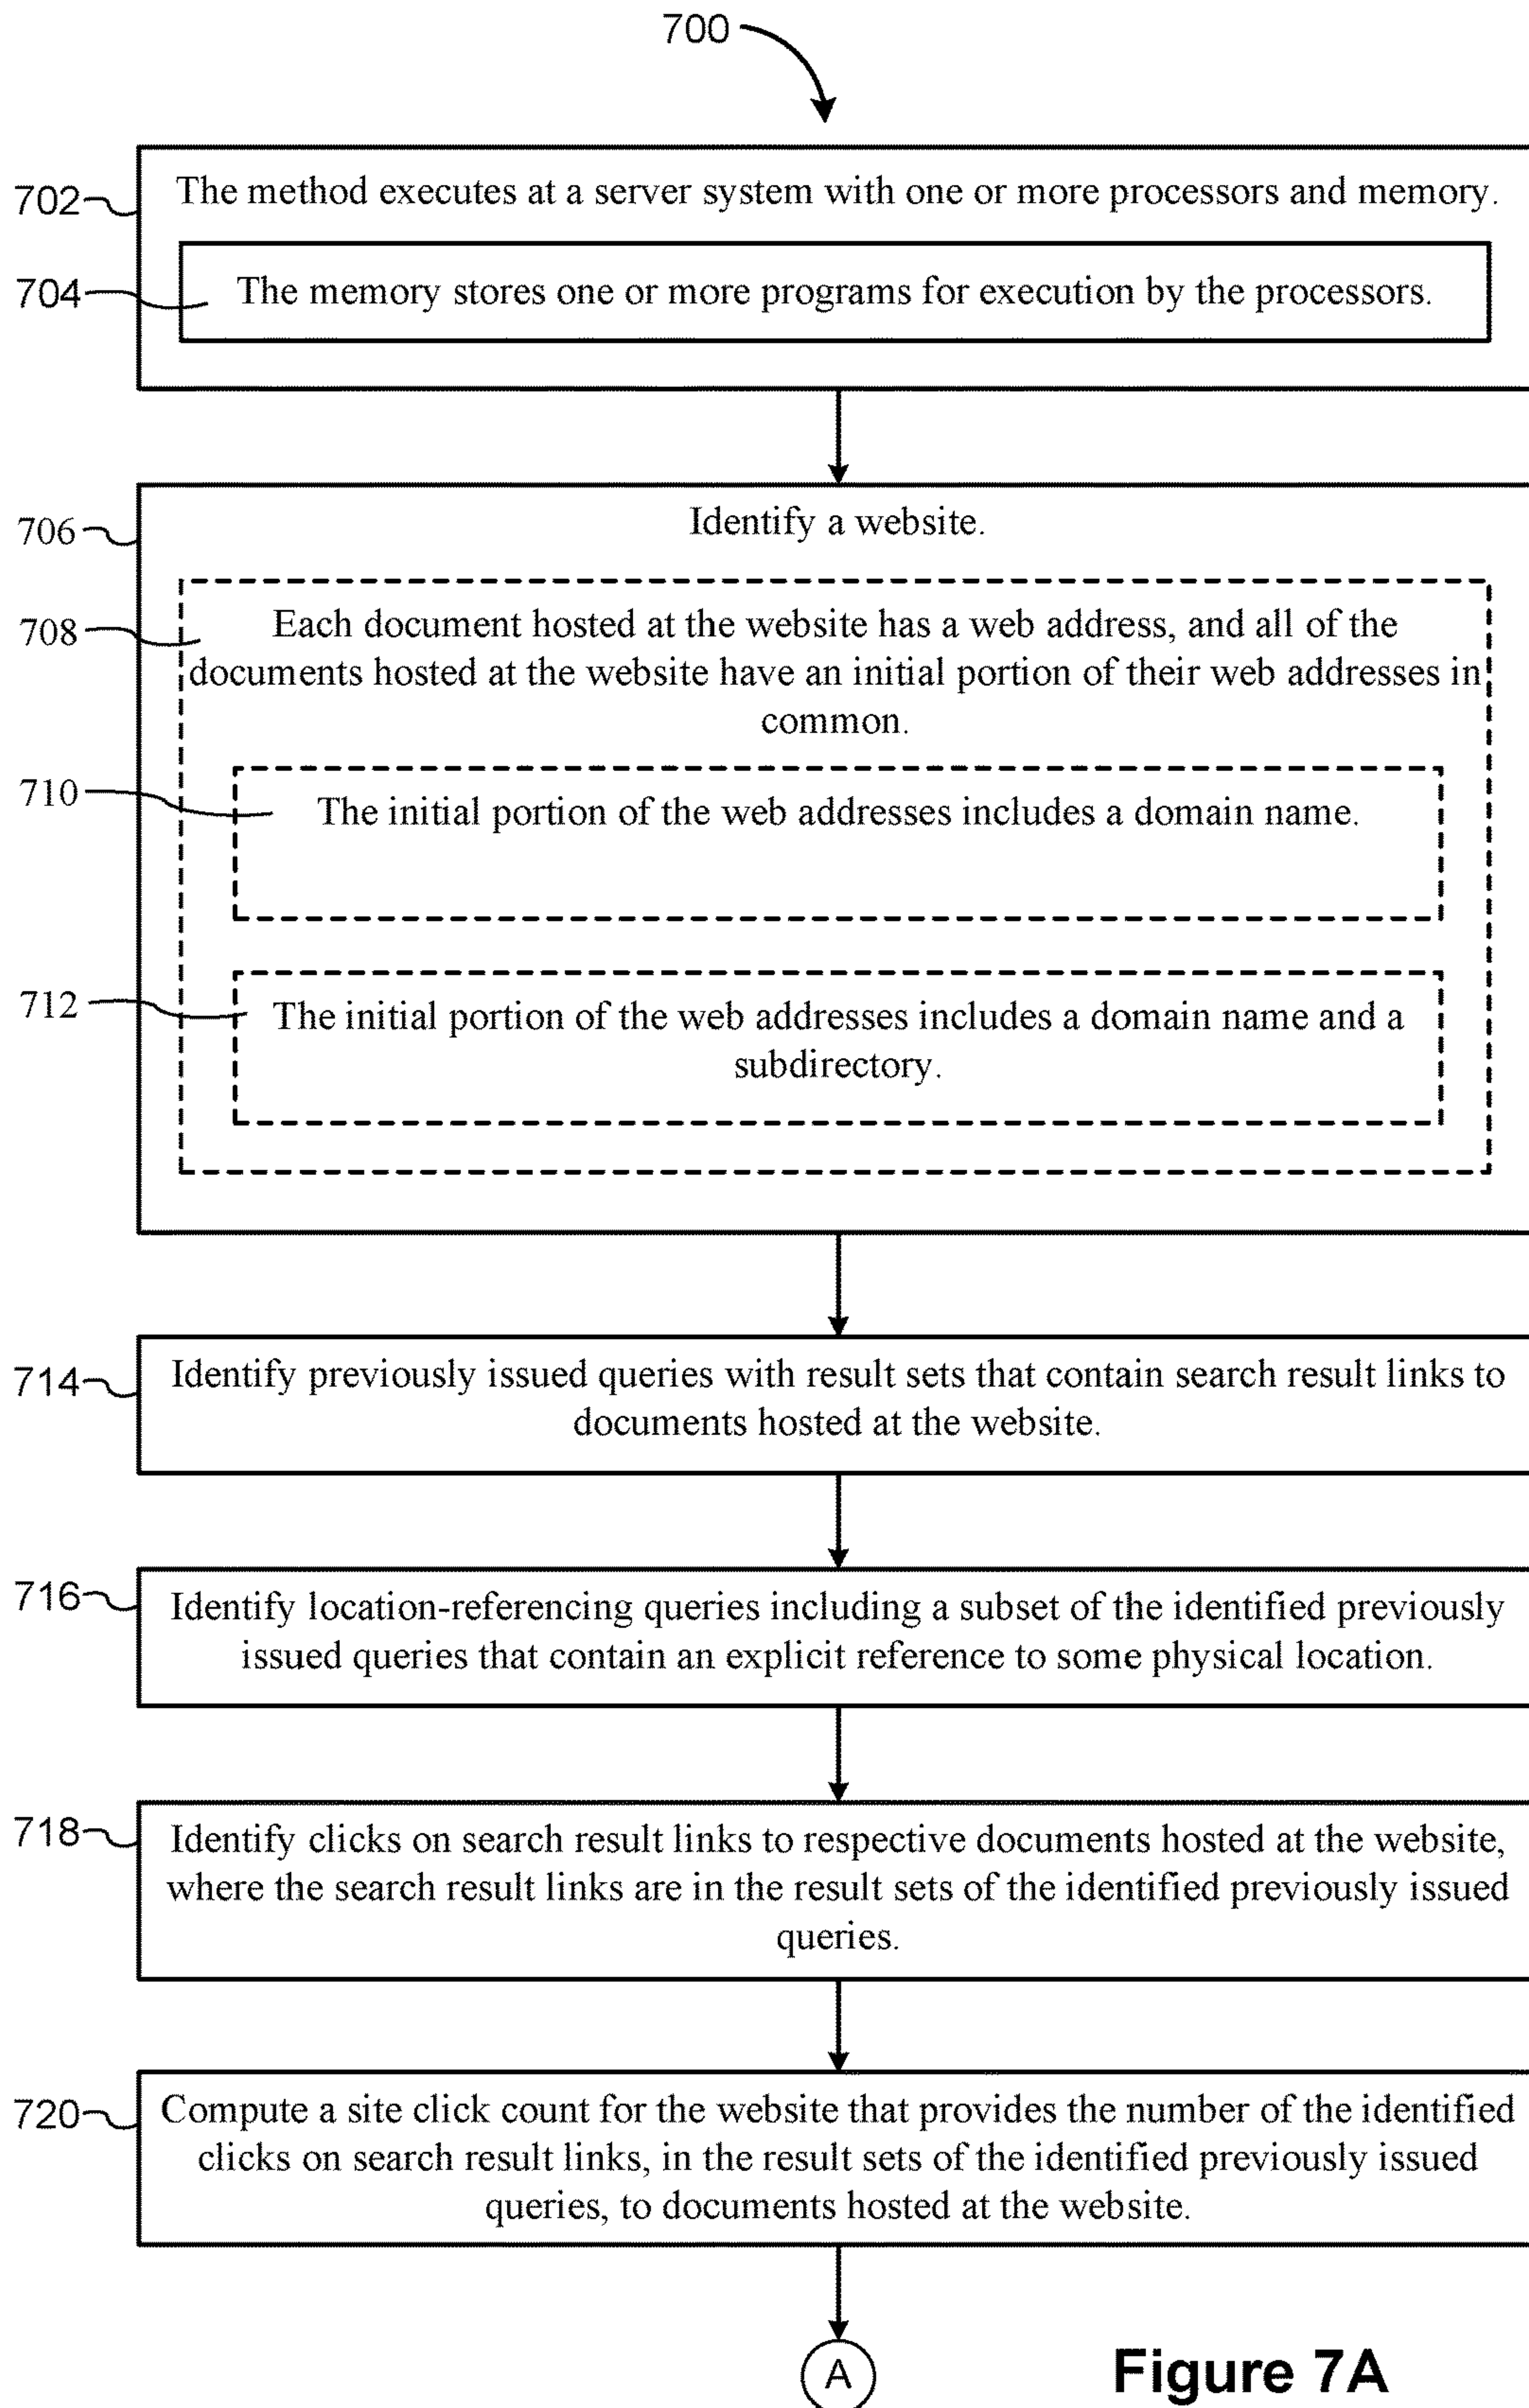 700
702
The method executes at a server system with one or more processors and memory.
704
The memory stores one or more programs for execution by the processors.
706
Identify a website.
708
Each document hosted at the website has a web address, and all of the
documents hosted at the website have an initial portion of their web addresses in
common.
710
The initial portion of the web addresses includes a domain name.
712
The initial portion of the web addresses includes a domain name and a
subdirectory.
714
Identify previously issued queries with result sets that contain search result links to
documents hosted at the website.
716
Identify location-referencing queries including a subset of the identified previously
issued queries that contain an explicit reference to some physical location.
718
Identify clicks on search result links to respective documents hosted at the website,
where the search result links are in the result sets of the identified previously issued
queries.
720
Compute a site click count for the website that provides the number of the identified
clicks on search result links, in the result sets of the identified previously issued
queries, to documents hosted at the website.
A
Figure 7A